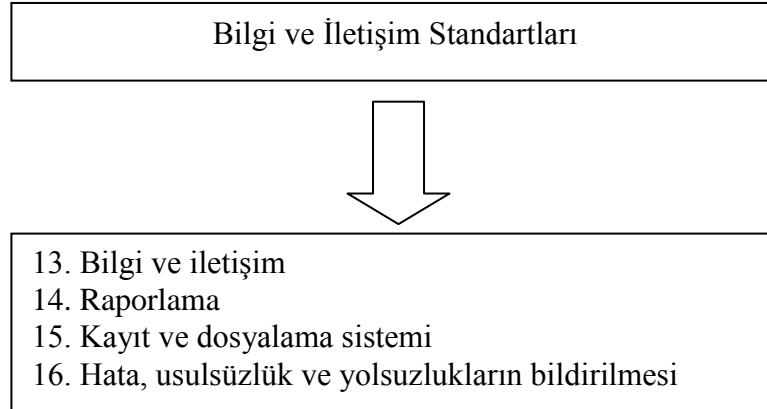 Bilgi ve İletişim Standartları
13. Bilgi ve iletişim
14. Raporlama
15. Kayıt ve dosyalama sistemi
16. Hata, usulsüzlük ve yolsuzlukların bildirilmesi